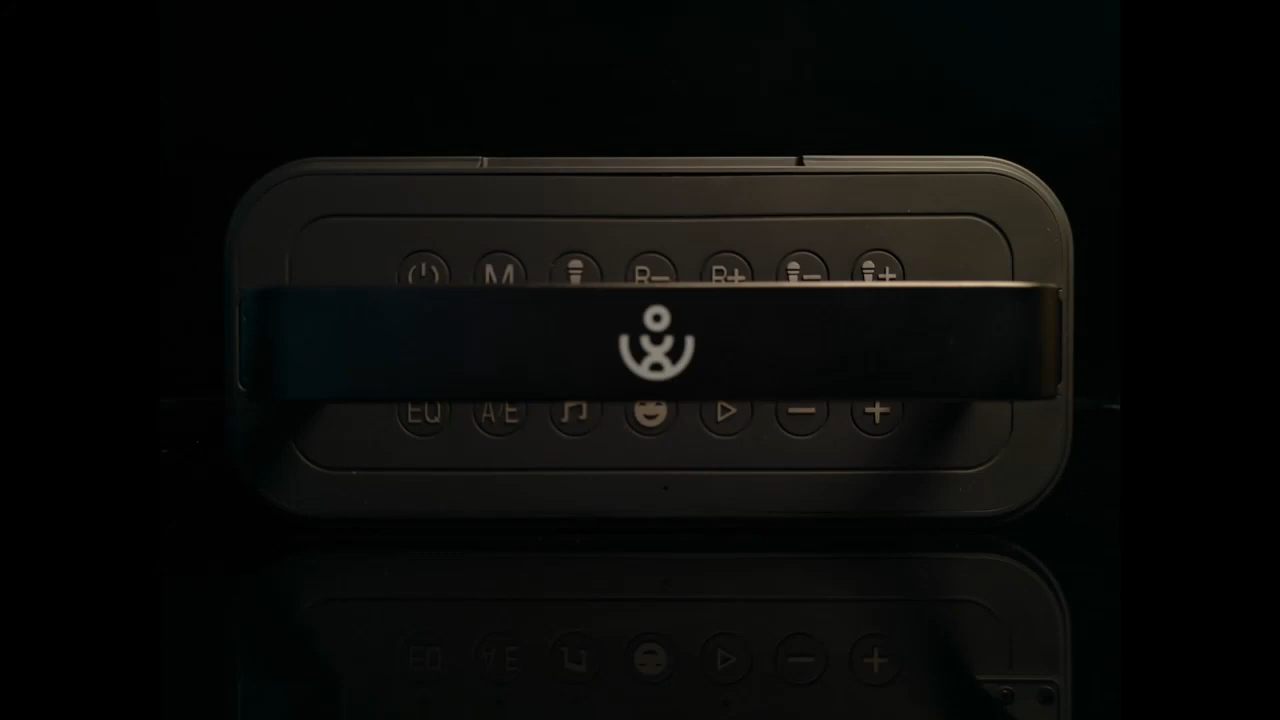 M R- R+ - +
EQ A/E - +